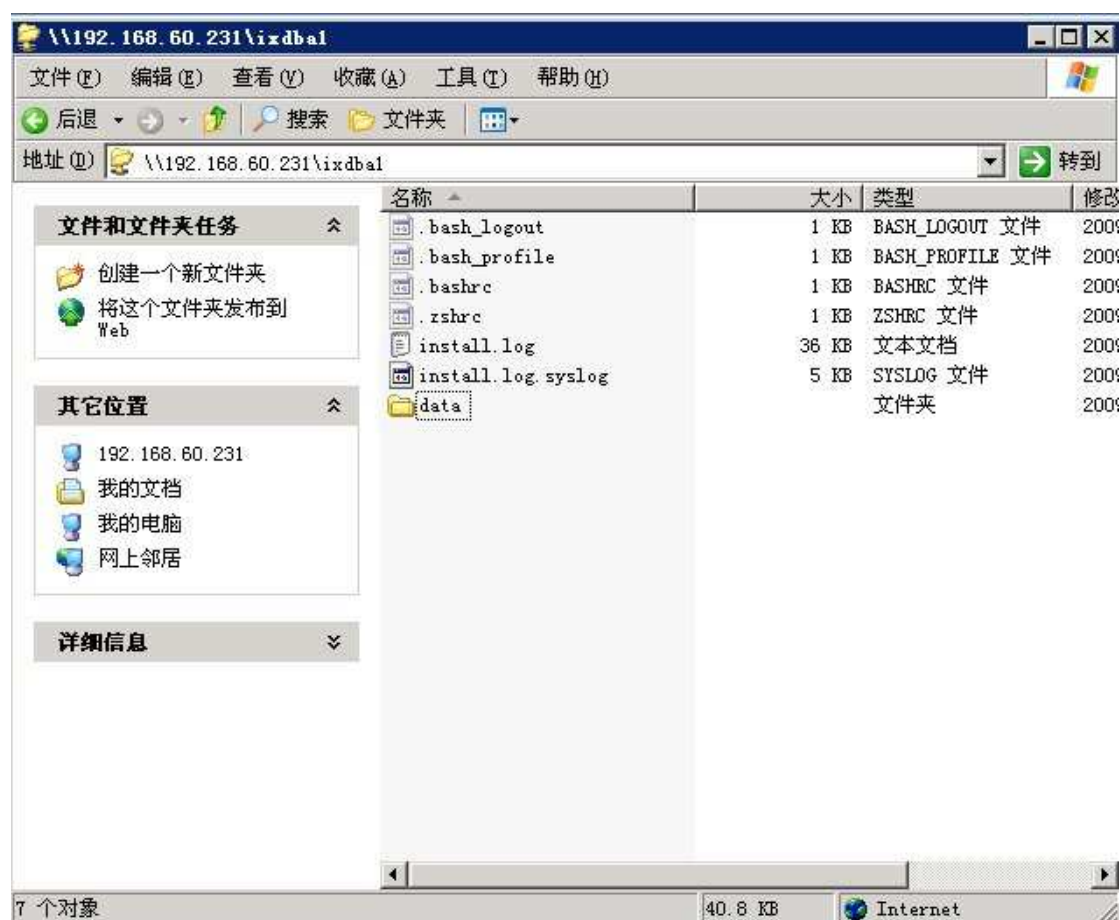 \\192.168.60.231\ixdba1
文件(F) 编辑(E) 查看(V) 收藏(A) 工具(T) 帮助(H)
后退 搜索 文件夹
地址(D) \\192.168.60.231\ixdba1 转到
文件和文件夹任务
创建一个新文件夹
将这个文件夹发布到
Web
其它位置
192.168.60.231
我的文档
我的电脑
网上邻居
详细信息
名称 大小 类型 修改
.bash_logout 1 KB BASH_LOGOUT 文件 2009
.bash_profile 1 KB BASH_PROFILE 文件 2009
.bashrc 1 KB BASHRC 文件 2009
.zshrc 1 KB ZSHRC 文件 2009
install.log 36 KB 文本文档 2009
install.log.syslog 5 KB SYSLOG 文件 2009
data 文件夹 2009
7 个对象 40.8 KB Internet